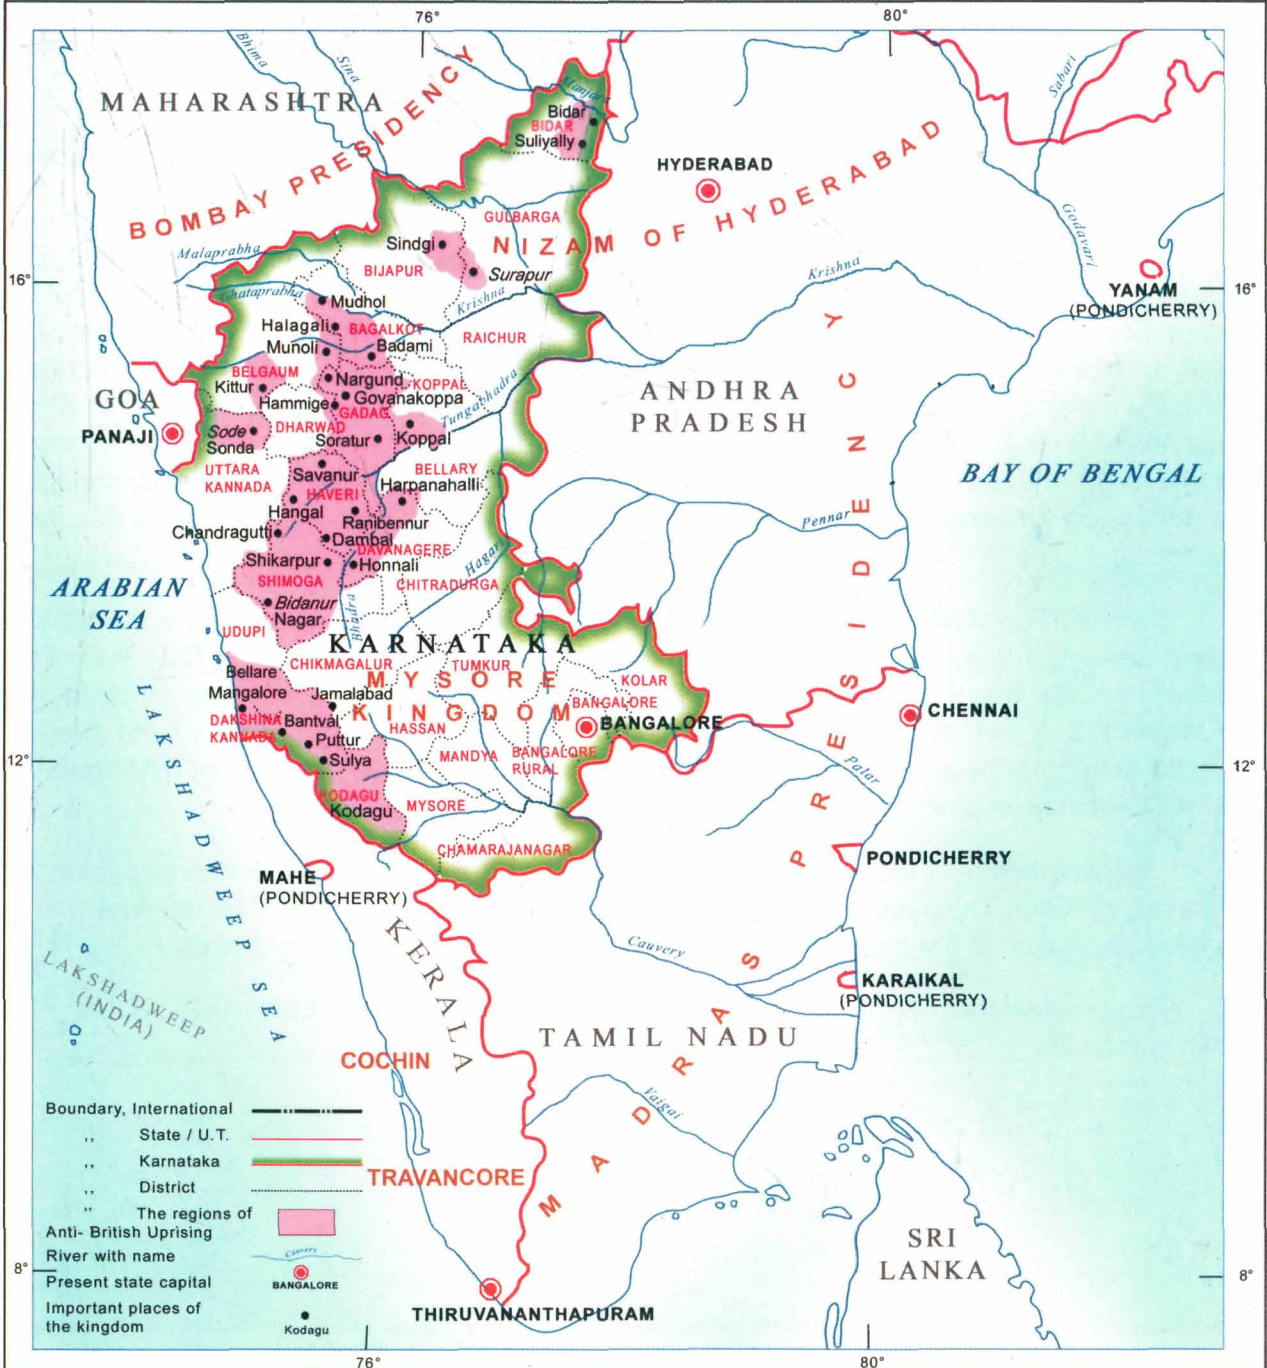 76°
80°
Bhima
Sina
Sabari
MAHARASHTRA
Manjar
Bidar
BIDAR
Suliyally
BOMBAY PRESIDENCY
HYDERABAD
NIZAM OF HYDERABAD
GULBARGA
Godavari
Malaprabha
Sindgi
BIJAPUR
Surapur
Krishna
16°
16°
Ghataprabha
Mudhol
Krishna
YANAM
(PONDICHERRY)
Halagali
BAGALKOT
RAICHUR
Munoli
Badami
BELGAUM
Nargund
KOPPAL
Kittur
Govanakoppa
Hammige
GADAG
Tungabhadra
GOA
ANDHRA
PRADESH
PANAJI
Sode
Sonda
DHARWAD
Soratur
Koppal
UTTARA
KANNADA
Savanur
BELLARY
HAVERI
Harpanahalli
BAY OF BENGAL
Hangal
Ranibennur
Pennar
Chandragutti
Dambal
DAVANAGERE
Shikarpur
Honnali
Hagari
SHIMOGA
CHITRADURGA
ARABIAN
SEA
Bidanur
Nagar
Bhadra
UDUPI
KARNATAKA
CHIKMAGALUR
TUMKUR
Bellare
MYSORE
KINGDOM
KOLAR
Mangalore
Jamalabad
BANGALORE
DAKSHINA
KANNADA
Bantval
HASSAN
BANGALORE
CHENNAI
Puttur
MANDYA
BANGALORE
RURAL
Sulya
12°
12°
Palar
KODAGU
Kodagu
MYSORE
CHAMARAJANAGAR
MADRAS PRESIDENCY
PONDICHERRY
MAHE
(PONDICHERRY)
LAKSHADWEEP SEA
KERALA
Cauvery
LAKSHADWEEP
(INDIA)
KARAIKAL
(PONDICHERRY)
TAMIL NADU
COCHIN
Vaigai
TRAVANCORE
SRI
LANKA
THIRUVANANTHAPURAM
Boundary, International
,, State / U.T.
,, Karnataka
,, District
" The regions of
Anti- British Uprising
River with name
Cauvery
Present state capital
BANGALORE
Important places of
the kingdom
Kodagu
8°
8°
76°
80°